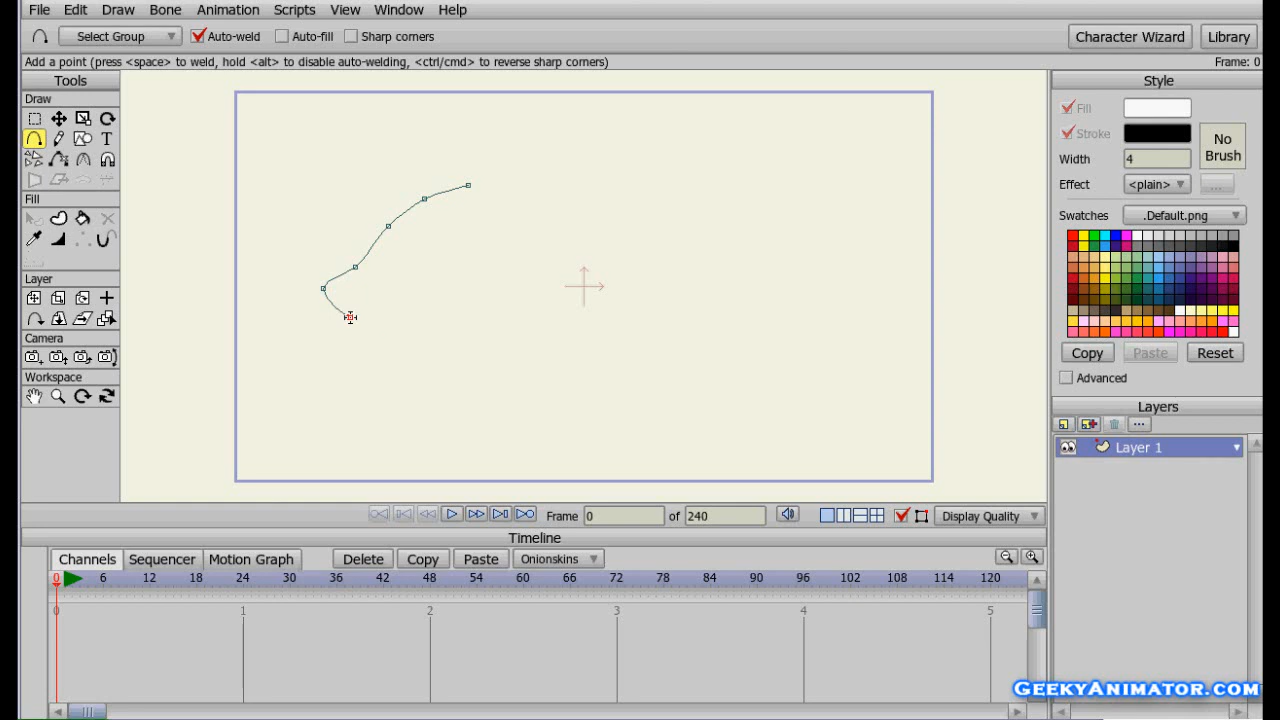 File Edit Draw Bone Animation Scripts View Window Help
Select Group Auto-weld Auto-fill Sharp corners Character Wizard Library
Add a point (press <space> to weld, hold <alt> to disable auto-welding, <ctrl/cmd> to reverse sharp corners) Frame: 0
Tools
Draw
T
Fill
Layer
Camera
Workspace
Style
Fill
Stroke
No Brush
Width 4
Effect <plain> ...
Swatches .Default.png
Copy Paste Reset
Advanced
Layers
...
Layer 1
Frame 0 of 240 Display Quality
Timeline
Channels Sequencer Motion Graph Delete Copy Paste Onionskins
0 6 12 18 24 30 36 42 48 54 60 66 72 78 84 90 96 102 108 114 120
0 1 2 3 4 5
GeekyAnimator.com